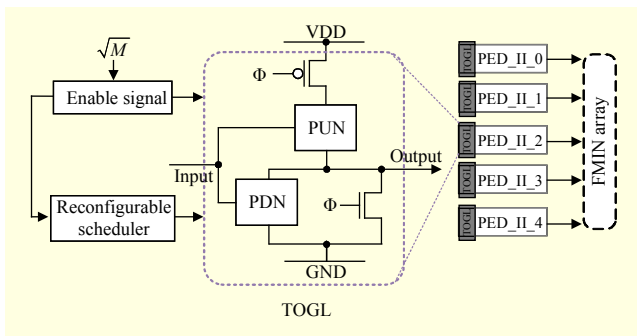 √M
Enable signal
Reconfigurable
scheduler
VDD
Φ
PUN
Input
Output
PDN
Φ
GND
TOGL
TOGL PED_II_0
TOGL PED_II_1
TOGL PED_II_2
TOGL PED_II_3
TOGL PED_II_4
FMIN array